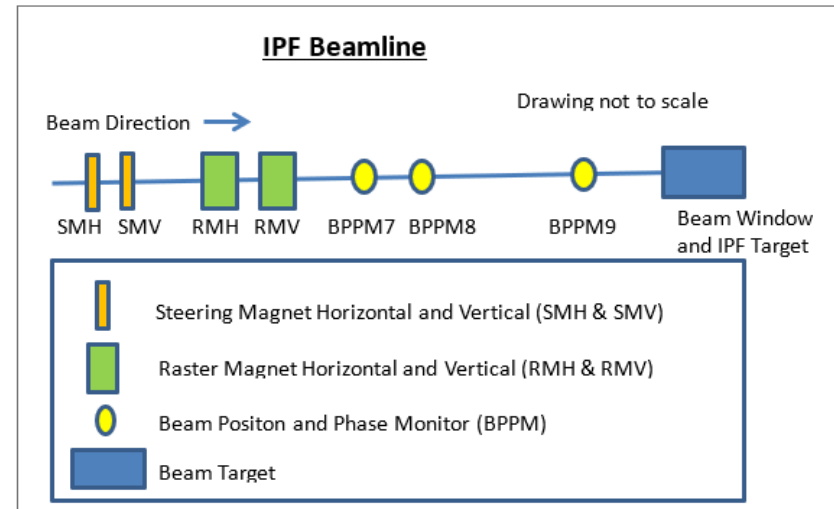 IPF Beamline
Drawing not to scale
Beam Direction
SMH SMV RMH RMV BPPM7 BPPM8 BPPM9 Beam Window
and IPF Target
Steering Magnet Horizontal and Vertical (SMH & SMV)
Raster Magnet Horizontal and Vertical (RMH & RMV)
Beam Positon and Phase Monitor (BPPM)
Beam Target